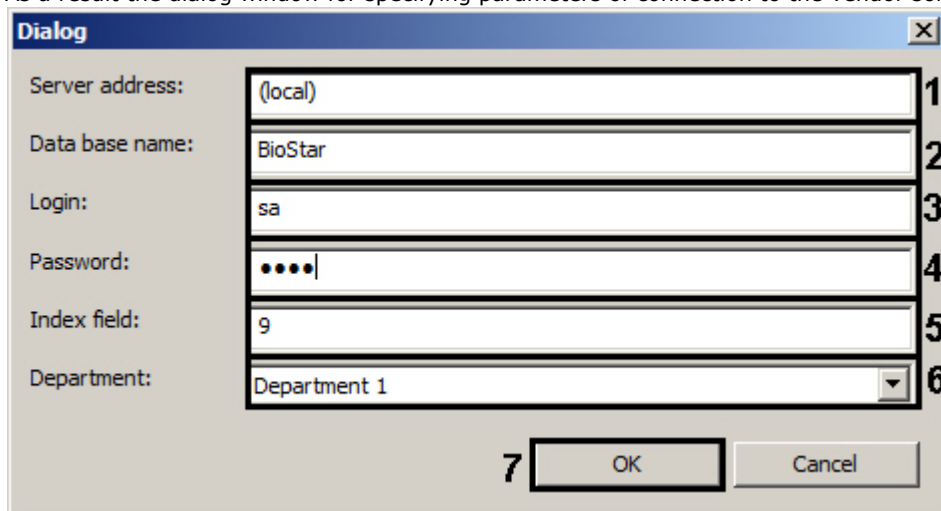 As a result the dialog window for specifying parameters of connection to the vendor
Dialog
Server address: (local) 1
Data base name: BioStar 2
Login: sa 3
Password: •••• 4
Index field: 9 5
Department: Department 1 6
7 OK Cancel